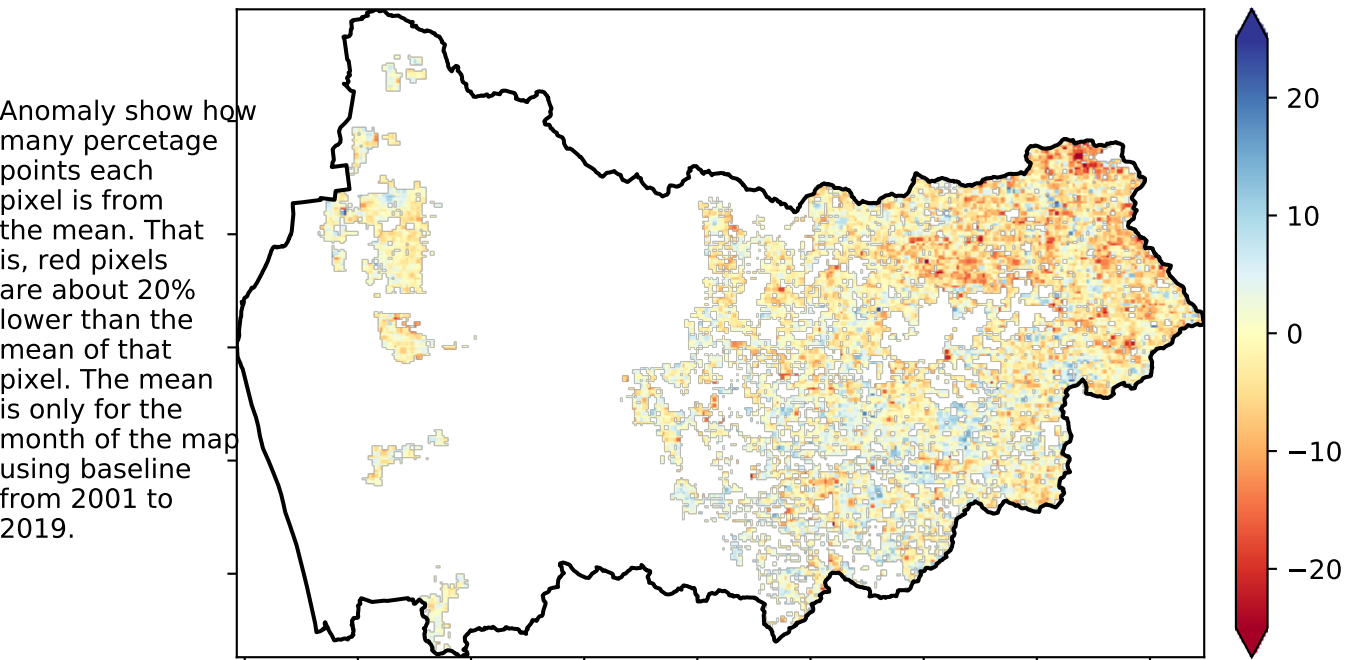 Anomaly show how
many percetage
points each
pixel is from
the mean. That
is, red pixels
are about 20%
lower than the
mean of that
pixel. The mean
is only for the
month of the map
using baseline
from 2001 to
2019.
20
10
0
−10
−20